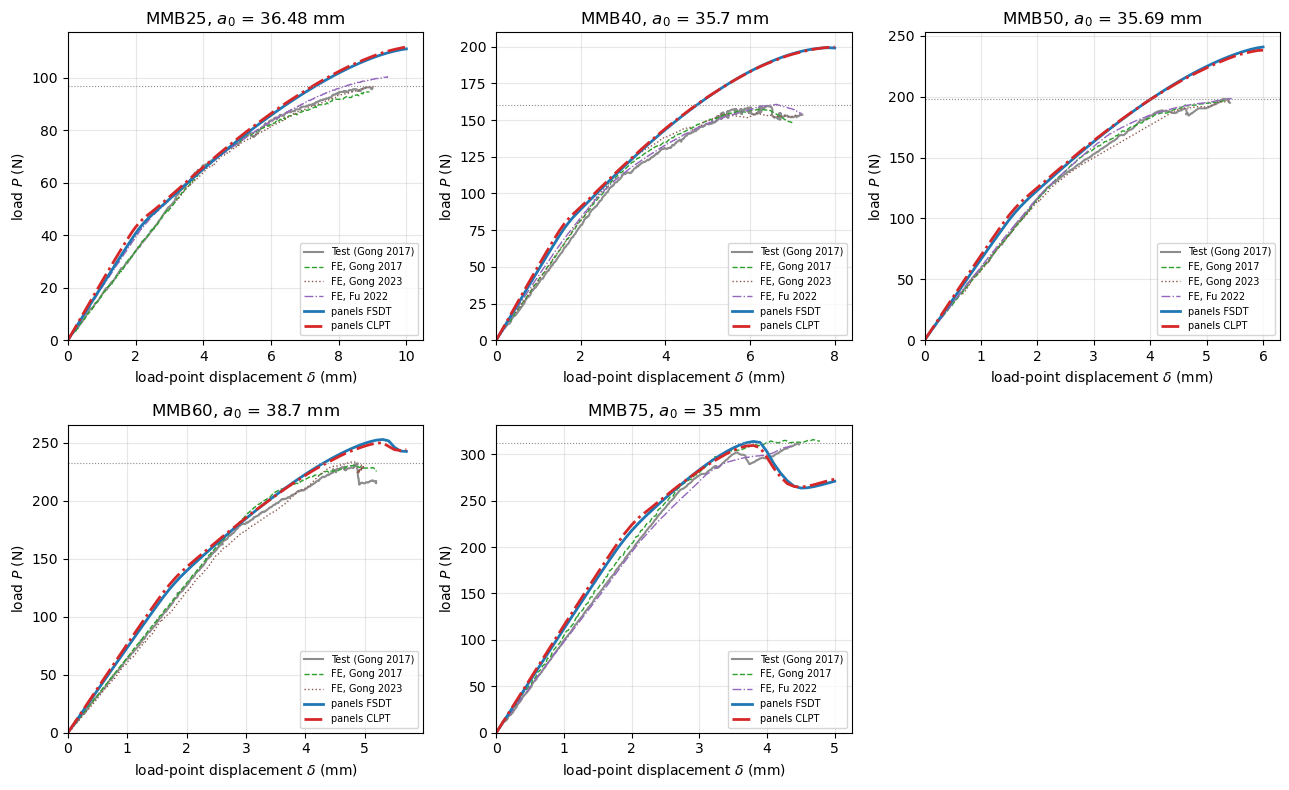 MMB25, a₀ = 36.48 mm
load P (N)
100
80
60
40
20
0
Test (Gong 2017)
FE, Gong 2017
FE, Gong 2023
FE, Fu 2022
panels FSDT
panels CLPT
0 2 4 6 8 10
load-point displacement δ (mm)
MMB40, a₀ = 35.7 mm
load P (N)
200
175
150
125
100
75
50
25
0
Test (Gong 2017)
FE, Gong 2017
FE, Gong 2023
FE, Fu 2022
panels FSDT
panels CLPT
0 2 4 6 8
load-point displacement δ (mm)
MMB50, a₀ = 35.69 mm
load P (N)
250
200
150
100
50
0
Test (Gong 2017)
FE, Gong 2017
FE, Gong 2023
FE, Fu 2022
panels FSDT
panels CLPT
0 1 2 3 4 5 6
load-point displacement δ (mm)
MMB60, a₀ = 38.7 mm
load P (N)
250
200
150
100
50
0
Test (Gong 2017)
FE, Gong 2017
FE, Gong 2023
panels FSDT
panels CLPT
0 1 2 3 4 5
load-point displacement δ (mm)
MMB75, a₀ = 35 mm
load P (N)
300
250
200
150
100
50
0
Test (Gong 2017)
FE, Gong 2017
FE, Fu 2022
panels FSDT
panels CLPT
0 1 2 3 4 5
load-point displacement δ (mm)